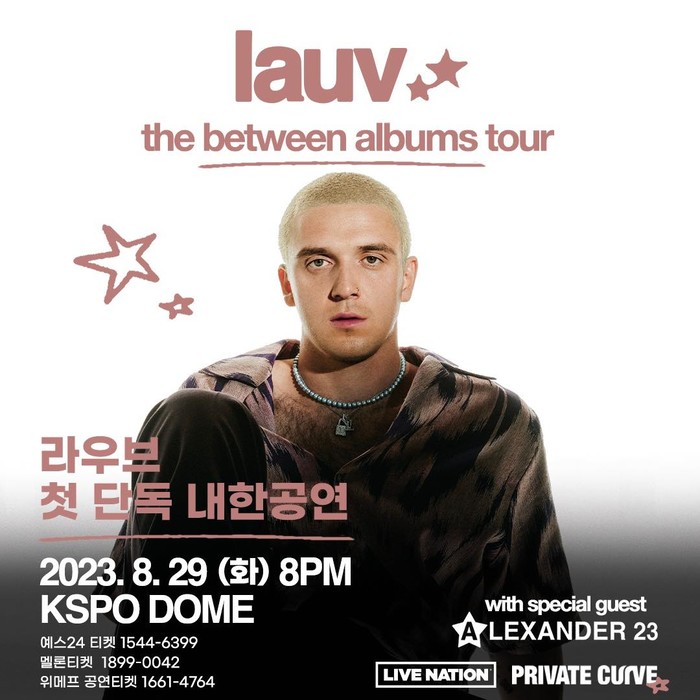 lauv
the between albums tour
라우브
첫 단독 내한공연
2023. 8. 29 (화) 8PM
KSPO DOME
예스24 티켓 1544-6399
멜론티켓 1899-0042
위메프 공연티켓 1661-4764
with special guest
ALEXANDER 23
LIVE NATION
PRIVATE CURVE